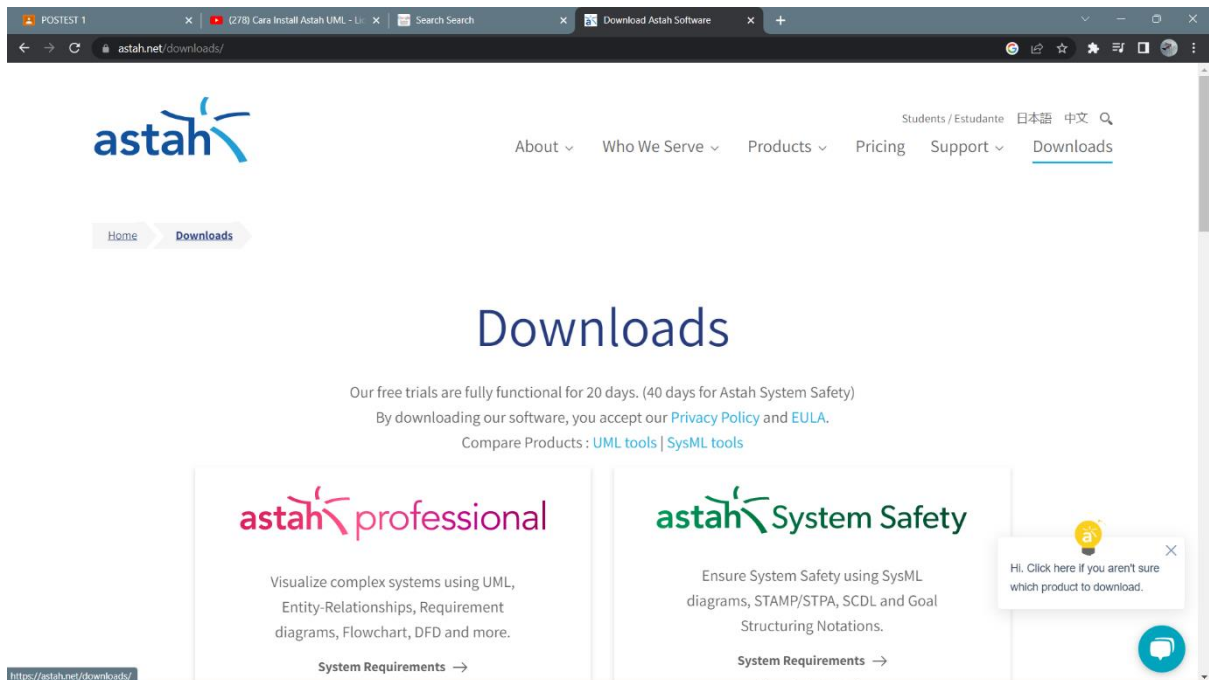 POSTEST 1
(278) Cara Install Astah UML - Lic
Search Search
Download Astah Software
astah.net/downloads/
astah
Students / Estudante 日本語 中文
About Who We Serve Products Pricing Support Downloads
Home Downloads
Downloads
Our free trials are fully functional for 20 days. (40 days for Astah System Safety)
By downloading our software, you accept our Privacy Policy and EULA.
Compare Products : UML tools | SysML tools
astah professional
Visualize complex systems using UML,
Entity-Relationships, Requirement
diagrams, Flowchart, DFD and more.
System Requirements →
astah System Safety
Ensure System Safety using SysML
diagrams, STAMP/STPA, SCDL and Goal
Structuring Notations.
System Requirements →
Hi. Click here if you aren't sure
which product to download.
https://astah.net/downloads/